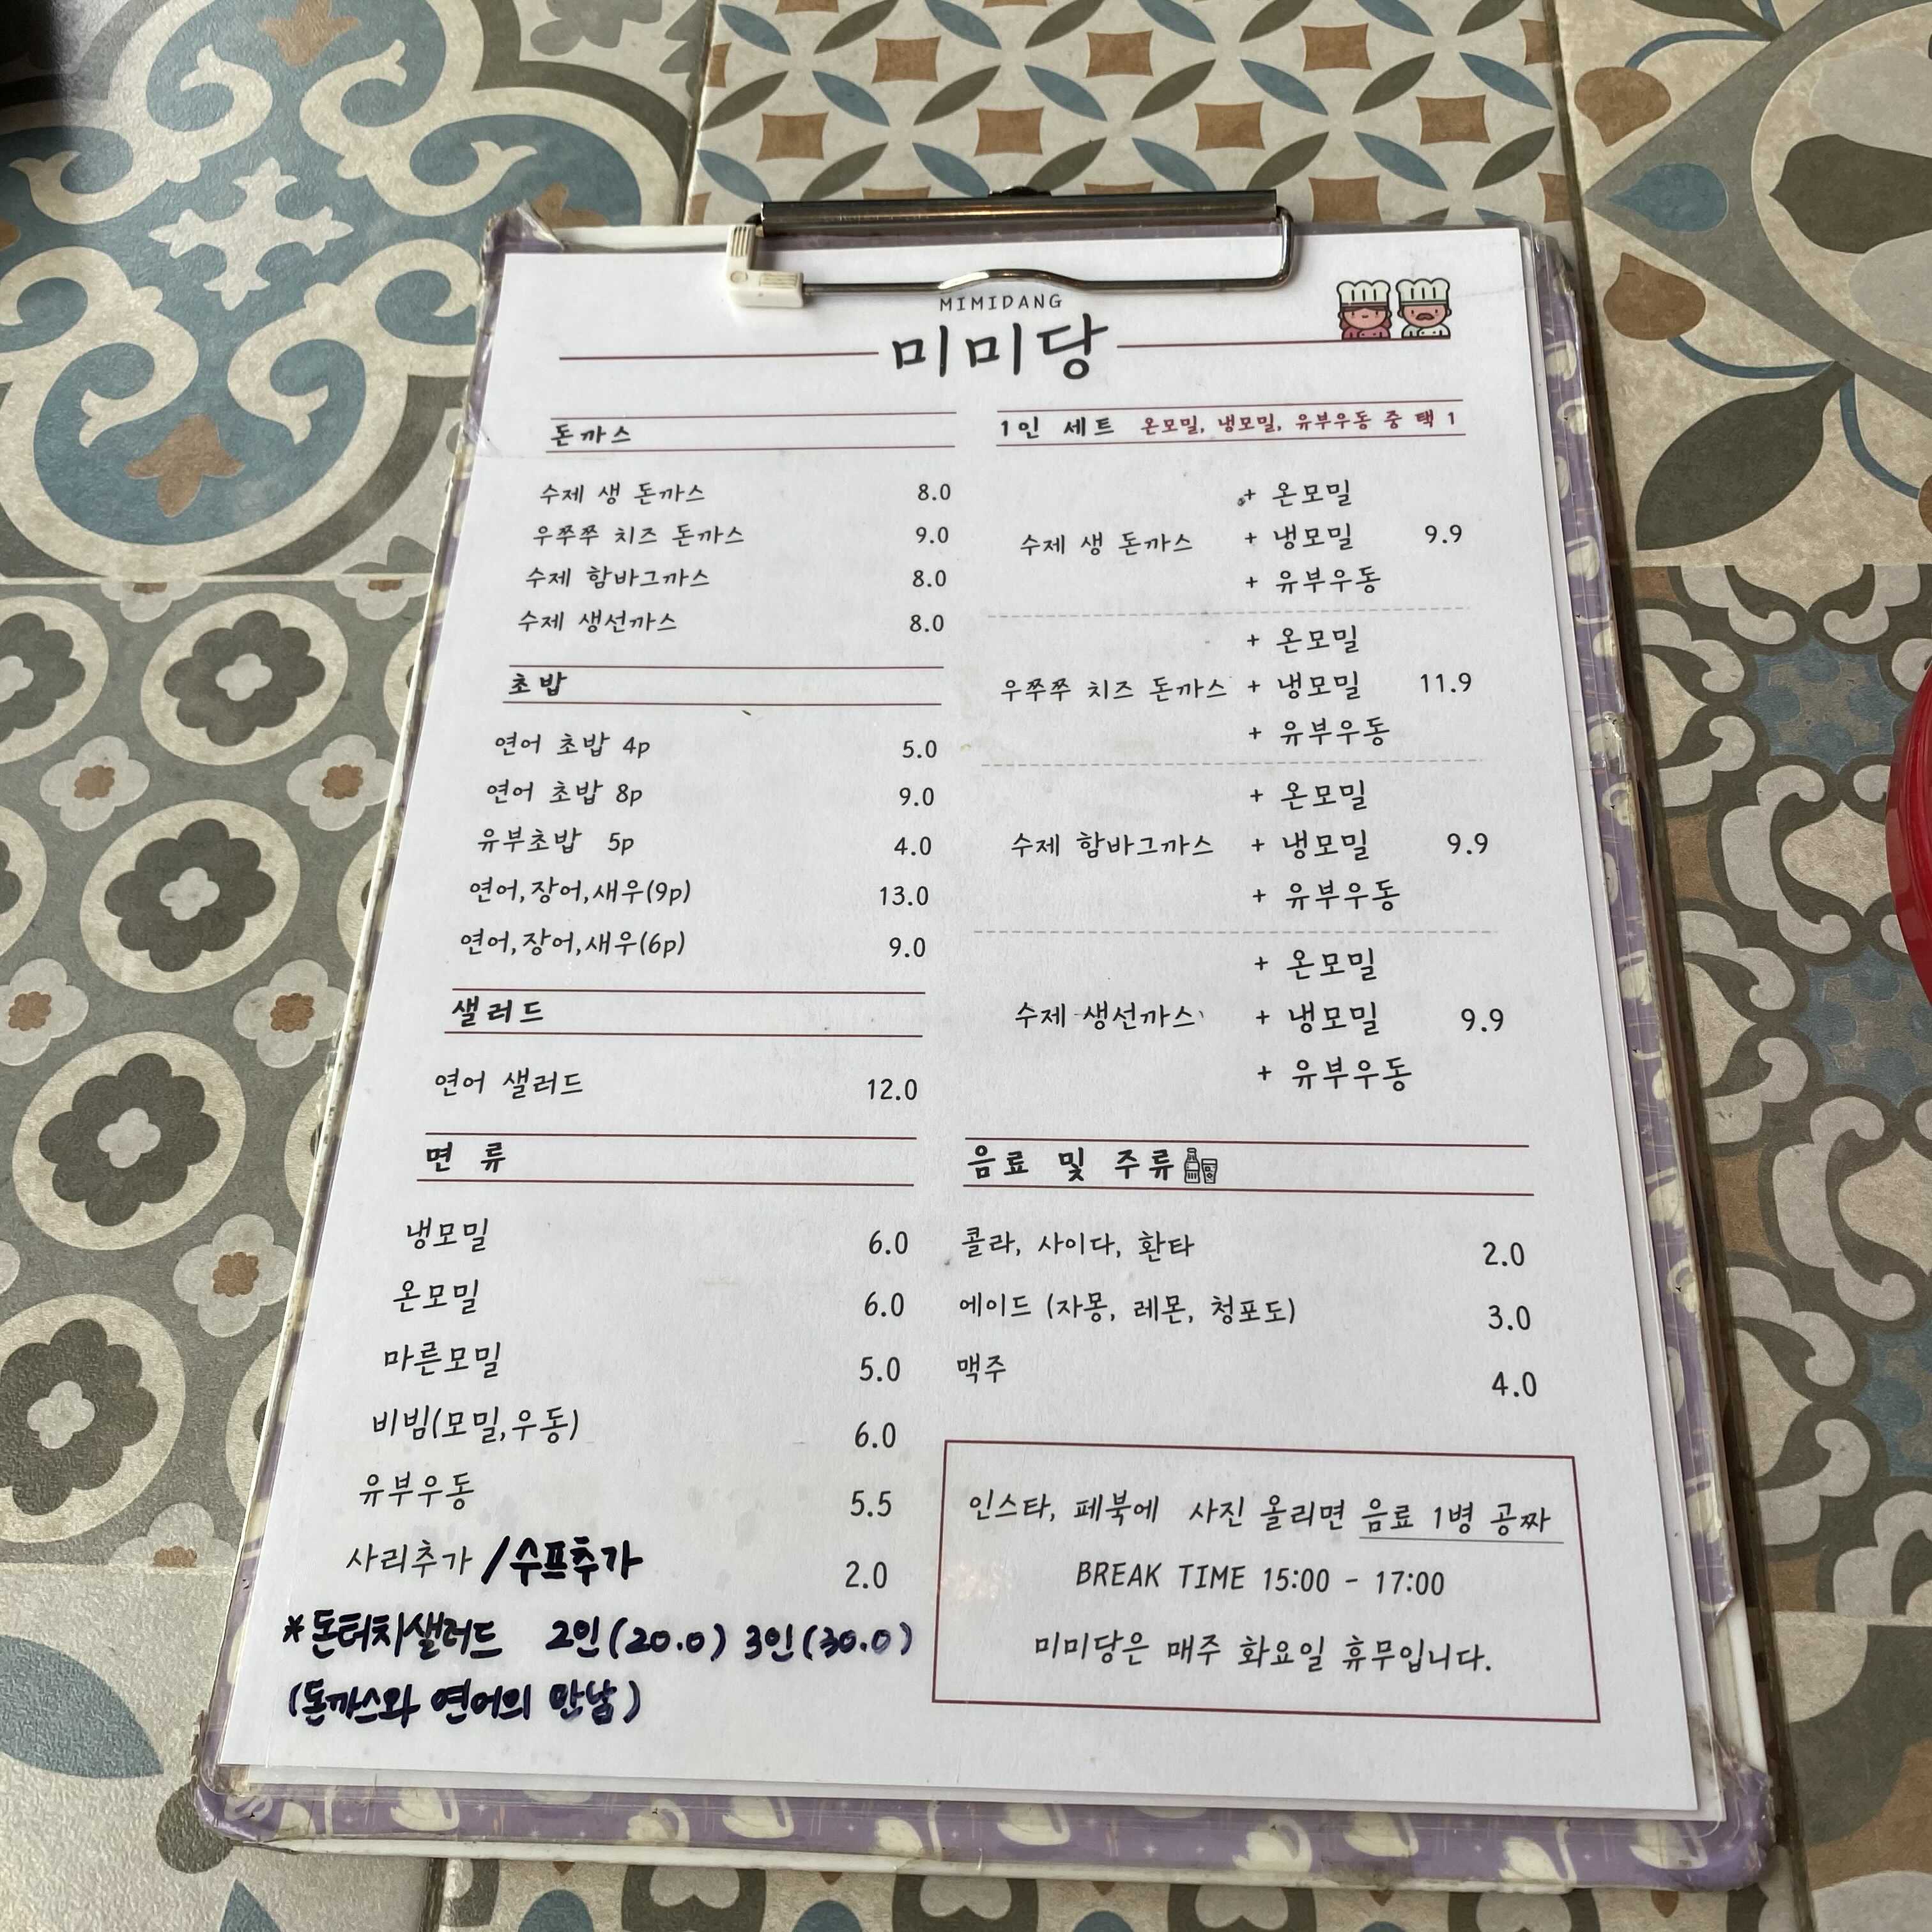 MIMIDANG
미미당
돈까스
수제 생 돈까스 8.0
우쭈쭈 치즈 돈까스 9.0
수제 함바그까스 8.0
수제 생선까스 8.0
초밥
연어 초밥 4p 5.0
연어 초밥 8p 9.0
유부초밥 5p 4.0
연어,장어,새우(9p) 13.0
연어,장어,새우(6p) 9.0
샐러드
연어 샐러드 12.0
면 류
냉모밀 6.0
온모밀 6.0
마른모밀 5.0
비빔(모밀,우동) 6.0
유부우동 5.5
사리추가 /수프추가 2.0
*돈터치샐러드 2인(20.0) 3인(30.0)
(돈까스와 연어의 만남)
1인 세트 온모밀, 냉모밀, 유부우동 중 택 1
+ 온모밀
수제 생 돈까스 + 냉모밀 9.9
+ 유부우동
+ 온모밀
우쭈쭈 치즈 돈까스 + 냉모밀 11.9
+ 유부우동
+ 온모밀
수제 함바그까스 + 냉모밀 9.9
+ 유부우동
+ 온모밀
수제 생선까스 + 냉모밀 9.9
+ 유부우동
음료 및 주류
콜라, 사이다, 환타 2.0
에이드 (자몽, 레몬, 청포도) 3.0
맥주 4.0
인스타, 페북에 사진 올리면 음료 1병 공짜
BREAK TIME 15:00 - 17:00
미미당은 매주 화요일 휴무입니다.